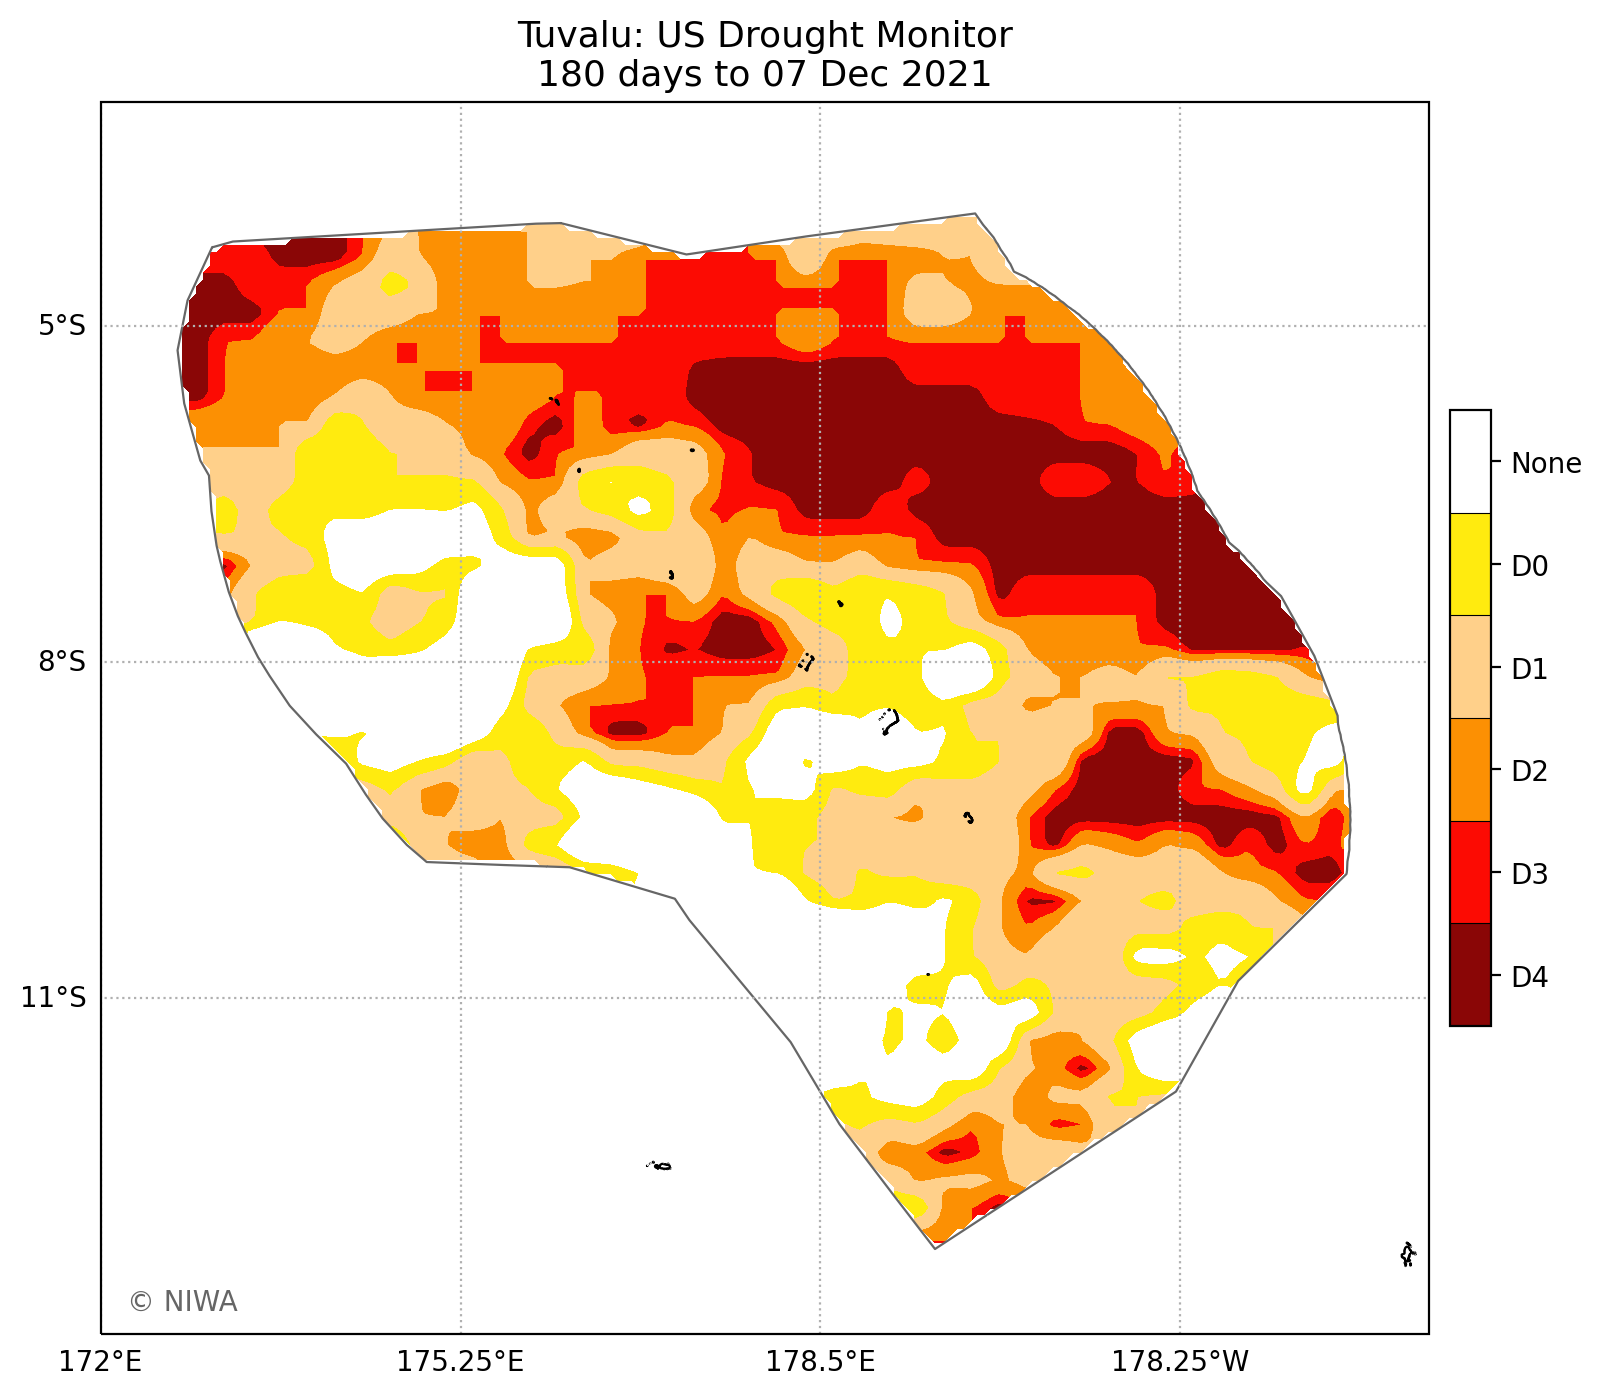 Tuvalu: US Drought Monitor
180 days to 07 Dec 2021
5°S
8°S
11°S
172°E
175.25°E
178.5°E
178.25°W
None
D0
D1
D2
D3
D4
© NIWA